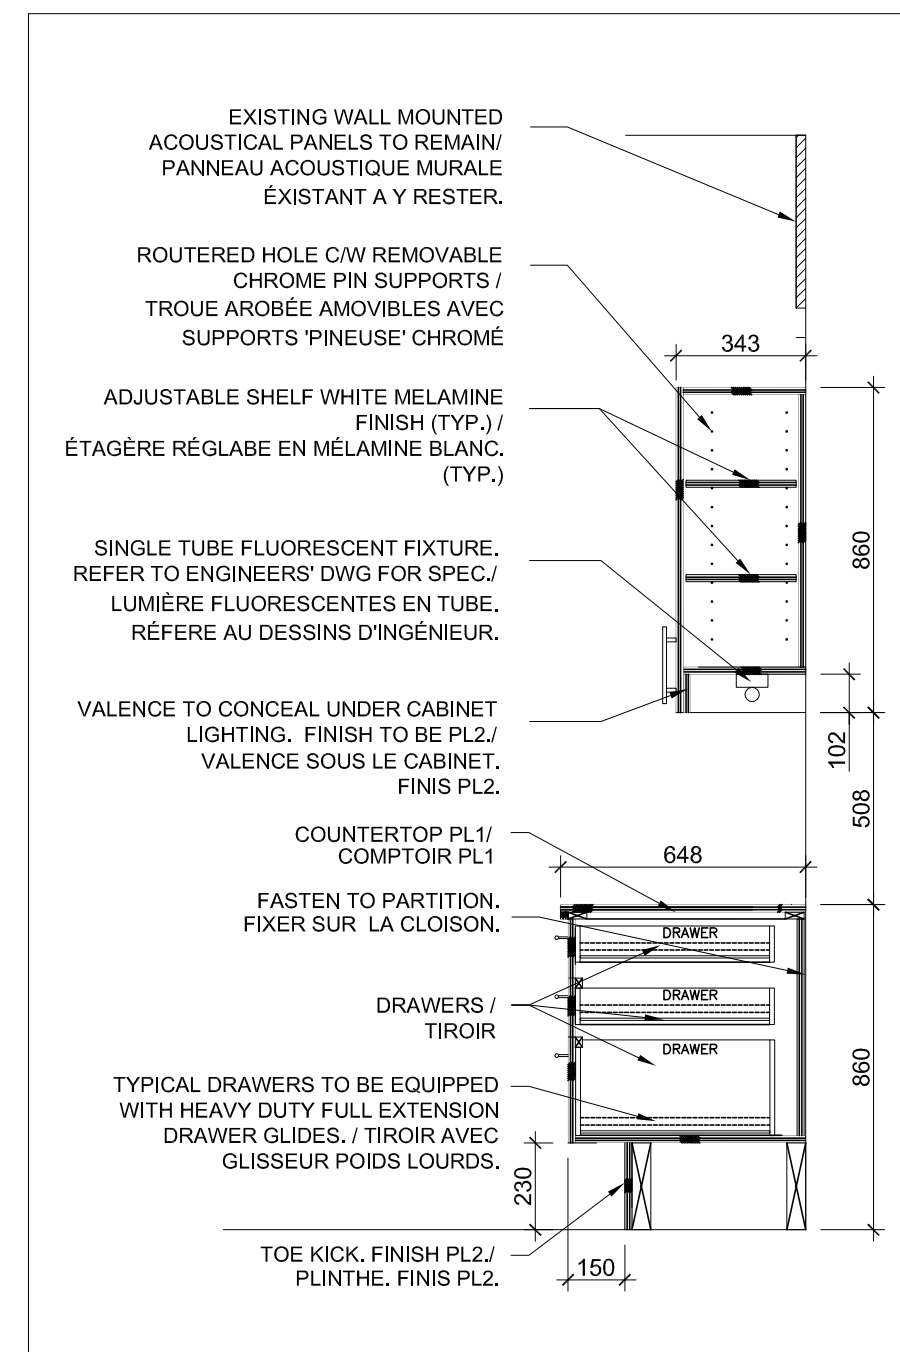 EXISTING WALL MOUNTED
ACOUSTICAL PANELS TO REMAIN/
PANNEAU ACOUSTIQUE MURALE
ÉXISTANT A Y RESTER.
ROUTERED HOLE C/W REMOVABLE
CHROME PIN SUPPORTS /
TROUE AROBÉE AMOVIBLES AVEC
SUPPORTS 'PINEUSE' CHROMÉ
343
ADJUSTABLE SHELF WHITE MELAMINE
FINISH (TYP.) /
ÉTAGÈRE RÉGLABE EN MÉLAMINE BLANC.
(TYP.)
860
SINGLE TUBE FLUORESCENT FIXTURE.
REFER TO ENGINEERS' DWG FOR SPEC./
LUMIÈRE FLUORESCENTES EN TUBE.
RÉFERE AU DESSINS D'INGÉNIEUR.
VALENCE TO CONCEAL UNDER CABINET
LIGHTING. FINISH TO BE PL2./
VALENCE SOUS LE CABINET.
FINIS PL2.
102
508
COUNTERTOP PL1/
COMPTOIR PL1
648
FASTEN TO PARTITION.
FIXER SUR LA CLOISON.
DRAWER
DRAWER
DRAWER
DRAWERS /
TIROIR
860
TYPICAL DRAWERS TO BE EQUIPPED
WITH HEAVY DUTY FULL EXTENSION
DRAWER GLIDES. / TIROIR AVEC
GLISSEUR POIDS LOURDS.
230
TOE KICK. FINISH PL2./
PLINTHE. FINIS PL2.
150